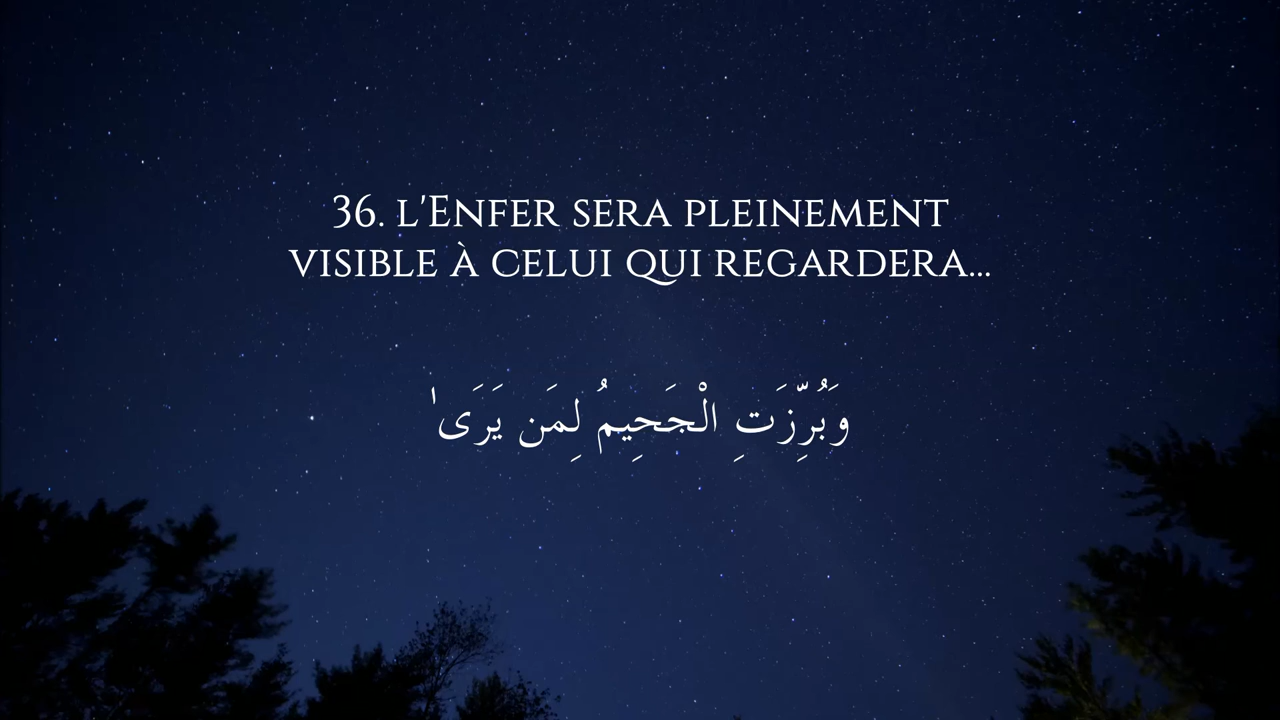 36. l'Enfer sera pleinement
visible à celui qui regardera...
وَبُرِّزَتِ الْجَحِيمُ لِمَن يَرَىٰ